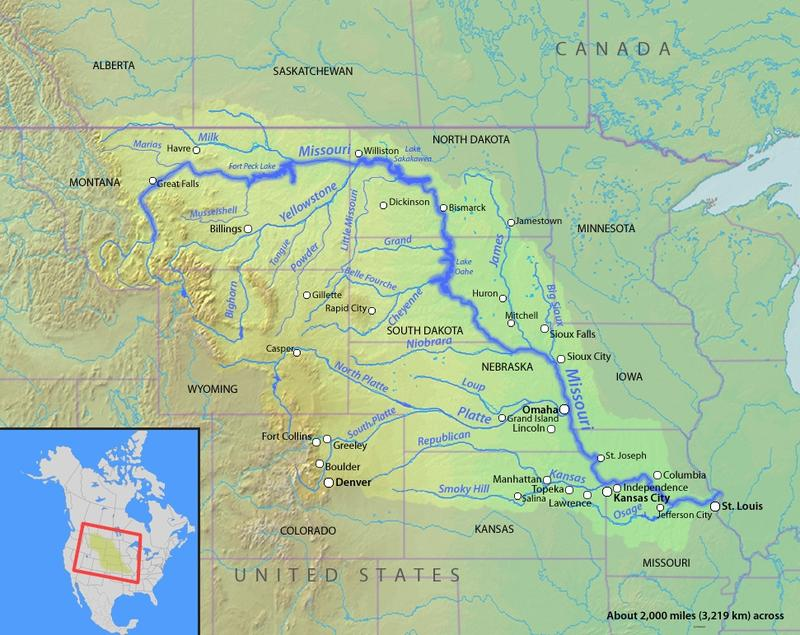 CANADA
ALBERTA
SASKATCHEWAN
Milk
Marias
Havre
Missouri
Williston
Lake
Sakakawea
NORTH DAKOTA
Fort Peck Lake
MONTANA
Great Falls
Yellowstone
Little Missouri
Dickinson
Bismarck
Musselshell
Billings
Jamestown
MINNESOTA
James
Tongue
Powder
Grand
Lake
Oahe
Belle Fourche
Bighorn
Gillette
Cheyenne
Huron
Big Sioux
Rapid City
Mitchell
SOUTH DAKOTA
Sioux Falls
Niobrara
Casper
Sioux City
NEBRASKA
IOWA
WYOMING
North Platte
Loup
Missouri
Omaha
Platte
Grand Island
Lincoln
South Platte
Fort Collins
Greeley
Republican
Boulder
Denver
St. Joseph
Manhattan
Kansas
Columbia
Topeka
Independence
Smoky Hill
Salina
Lawrence
Kansas City
Osage
Jefferson City
St. Louis
COLORADO
KANSAS
MISSOURI
UNITED STATES
About 2,000 miles (3,219 km) across